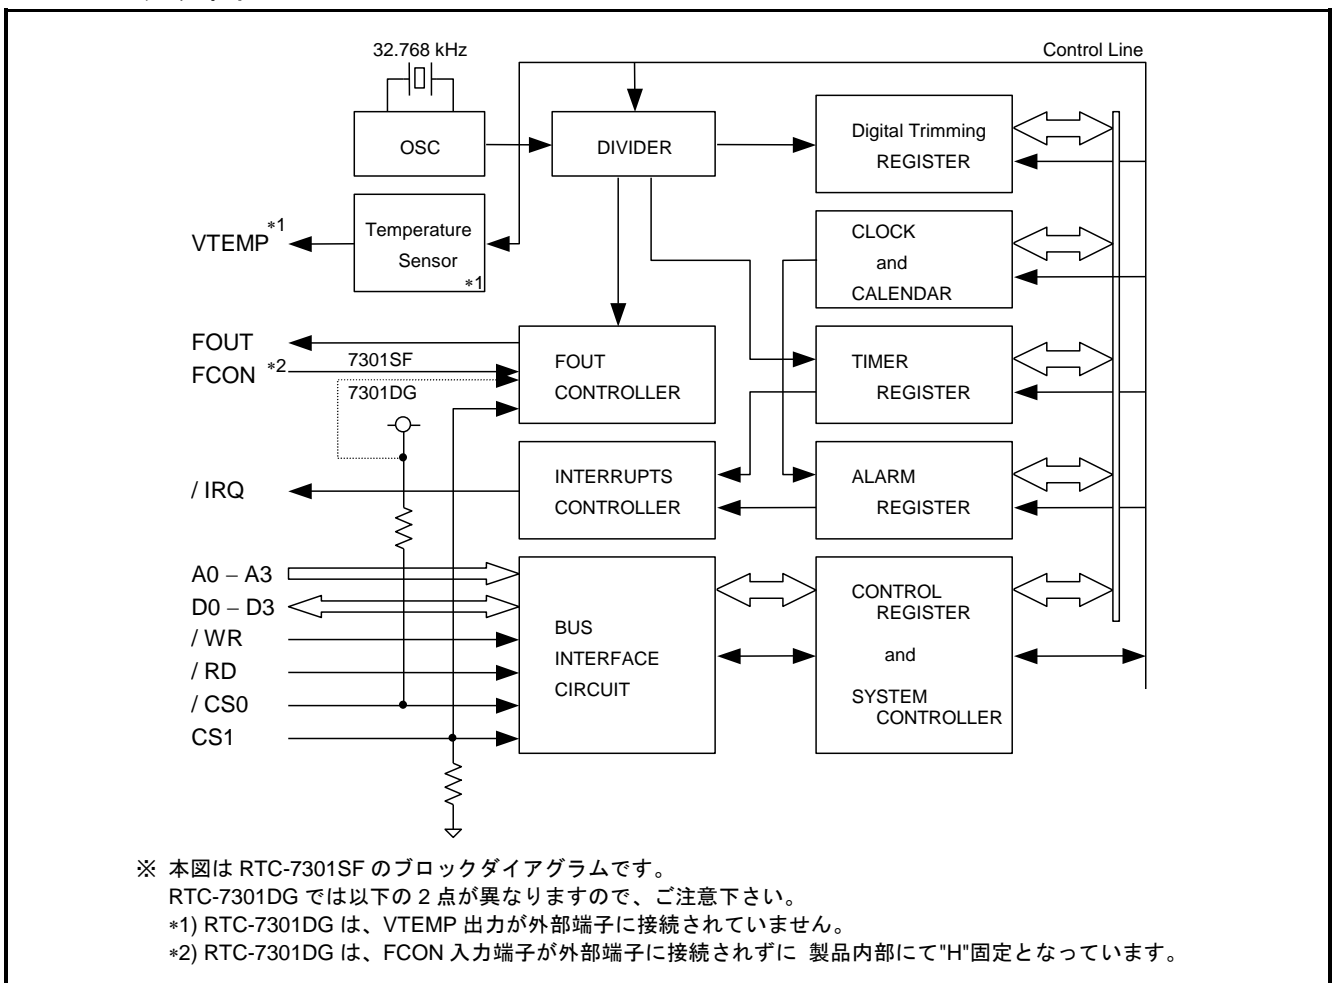 32.768 kHz
Control Line
OSC
DIVIDER
Digital Trimming
REGISTER
VTEMP*1
Temperature
Sensor
*1
CLOCK
and
CALENDAR
FOUT
FCON *2
7301SF
7301DG
FOUT
CONTROLLER
TIMER
REGISTER
/ IRQ
INTERRUPTS
CONTROLLER
ALARM
REGISTER
A0 – A3
D0 – D3
/ WR
/ RD
/ CS0
CS1
BUS
INTERFACE
CIRCUIT
CONTROL
REGISTER
and
SYSTEM
CONTROLLER
※ 本図は RTC-7301SF のブロックダイアグラムです。
RTC-7301DG では以下の 2 点が異なりますので、ご注意下さい。
*1) RTC-7301DG は、VTEMP 出力が外部端子に接続されていません。
*2) RTC-7301DG は、FCON 入力端子が外部端子に接続されずに 製品内部にて"H"固定となっています。